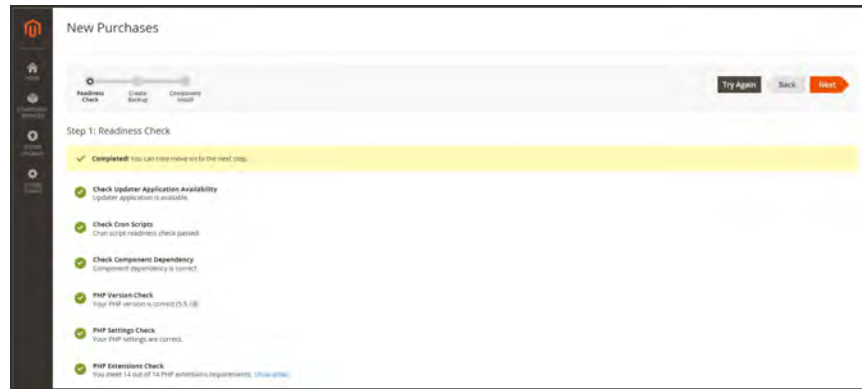 New Purchases
Readiness Check
Create Backup
Component Install
Try Again
Back
Next
Step 1: Readiness Check
Completed! You can now move on to the next step.
Check Updater Application Availability
Updater application is available.
Check Cron Scripts
Cron script readiness check passed.
Check Component Dependency
Component dependency is correct
PHP Version Check
Your PHP version is correct (5.5.18)
PHP Settings Check
Your PHP settings are correct.
PHP Extensions Check
You meet 14 out of 14 PHP extensions requirements.